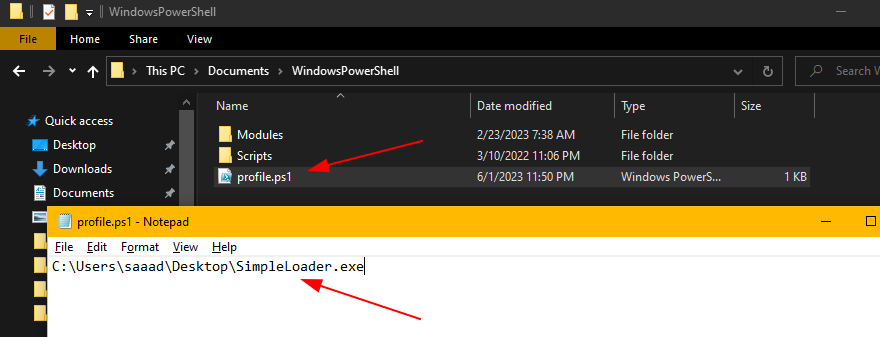 WindowsPowerShell
File Home Share View
This PC > Documents > WindowsPowerShell
Search W
Name Date modified Type Size
Quick access
Desktop
Downloads
Documents
Modules 2/23/2023 7:38 AM File folder
Scripts 3/10/2022 11:06 PM File folder
profile.ps1 6/1/2023 11:50 PM Windows PowerS... 1 KB
profile.ps1 - Notepad
File Edit Format View Help
C:\Users\saaad\Desktop\SimpleLoader.exe